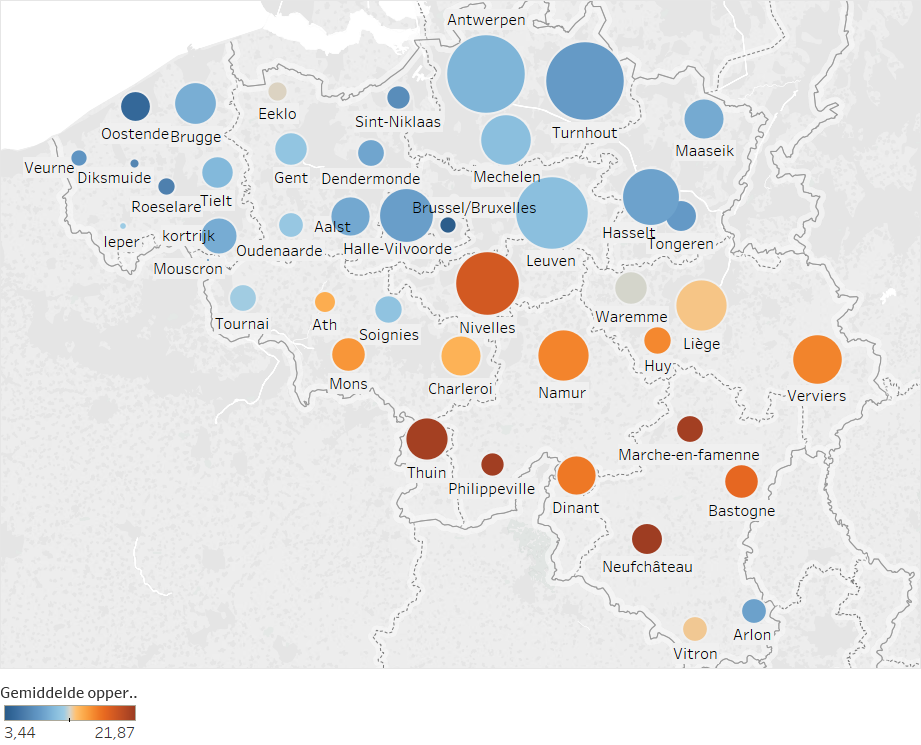 Antwerpen
Eeklo
Sint-Niklaas
Oostende
Brugge
Turnhout
Maaseik
Veurne
Diksmuide
Gent
Dendermonde
Mechelen
Roeselare
Tielt
Brussel/Bruxelles
Ieper
kortrijk
Aalst
Hasselt
Oudenaarde
Halle-Vilvoorde
Tongeren
Mouscron
Leuven
Tournai
Ath
Soignies
Nivelles
Waremme
Liège
Mons
Charleroi
Namur
Huy
Verviers
Thuin
Philippeville
Marche-en-famenne
Dinant
Bastogne
Neufchâteau
Arlon
Vitron
Gemiddelde opper..
3,44 21,87